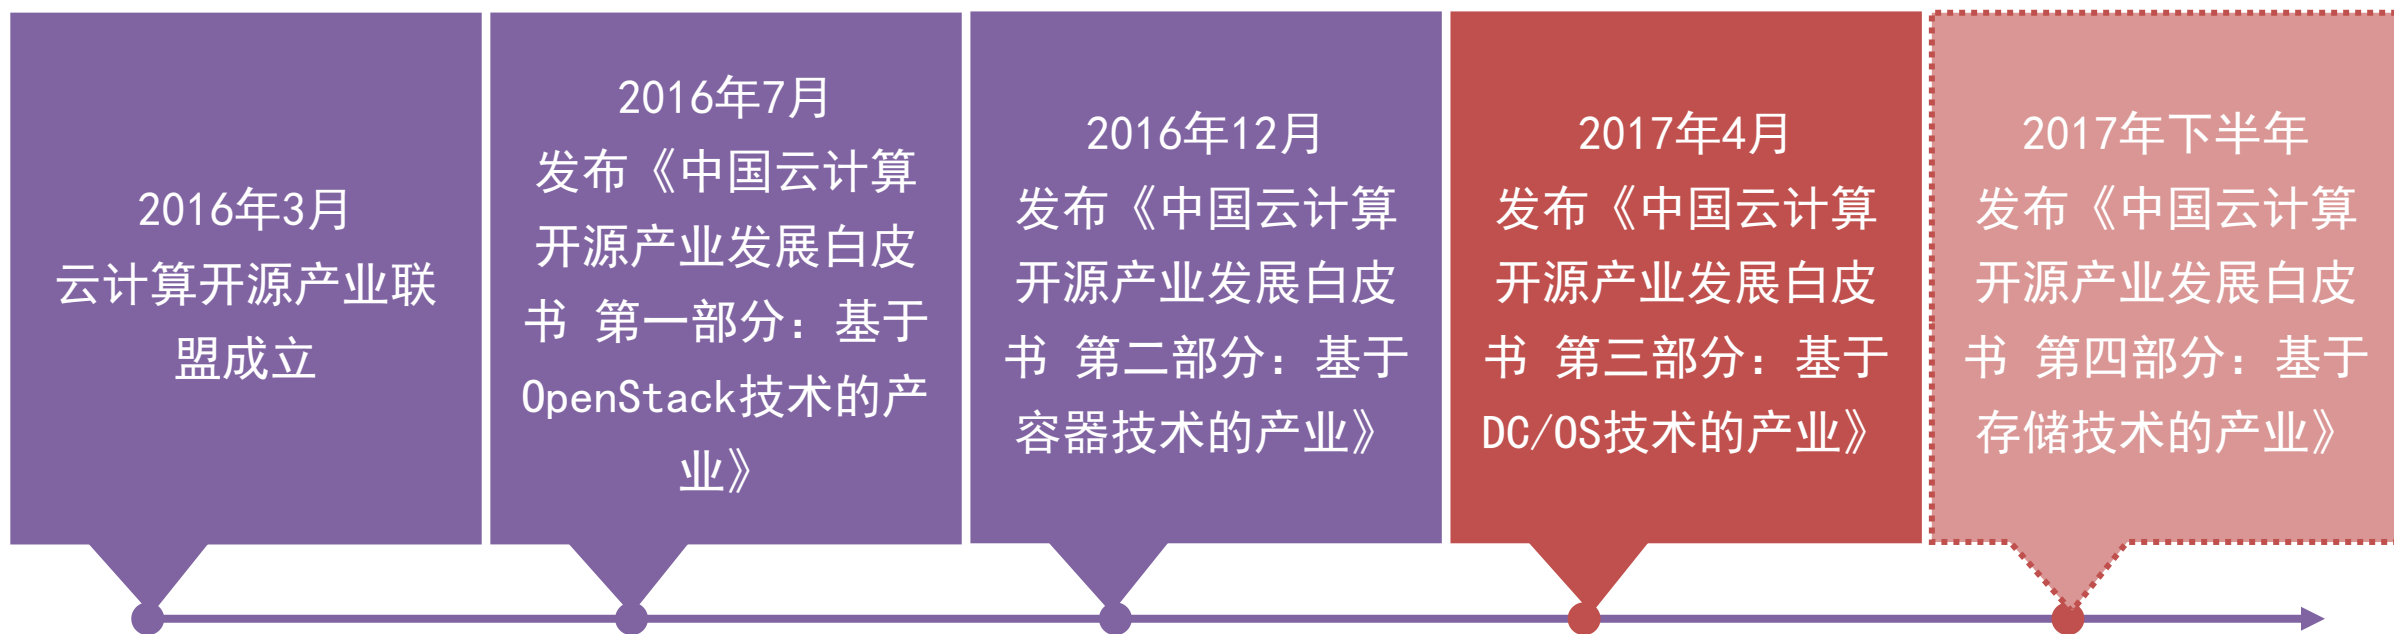 2016年3月
云计算开源产业联
盟成立
2016年7月
发布《中国云计算
开源产业发展白皮
书 第一部分：基于
OpenStack技术的产
业》
2016年12月
发布《中国云计算
开源产业发展白皮
书 第二部分：基于
容器技术的产业》
2017年4月
发布《中国云计算
开源产业发展白皮
书 第三部分：基于
DC/OS技术的产业》
2017年下半年
发布《中国云计算
开源产业发展白皮
书 第四部分：基于
存储技术的产业》